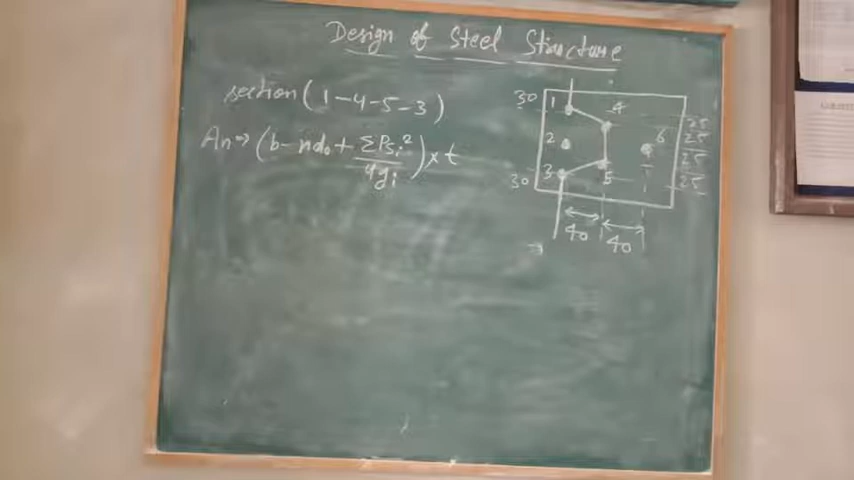 Design of Steel Structure
section (1-4-5-3)
An => (b - ndo + ΣPsi²/4gi) x t
30 1 4
25
2 6 25
25
3 5 25
30
40 40